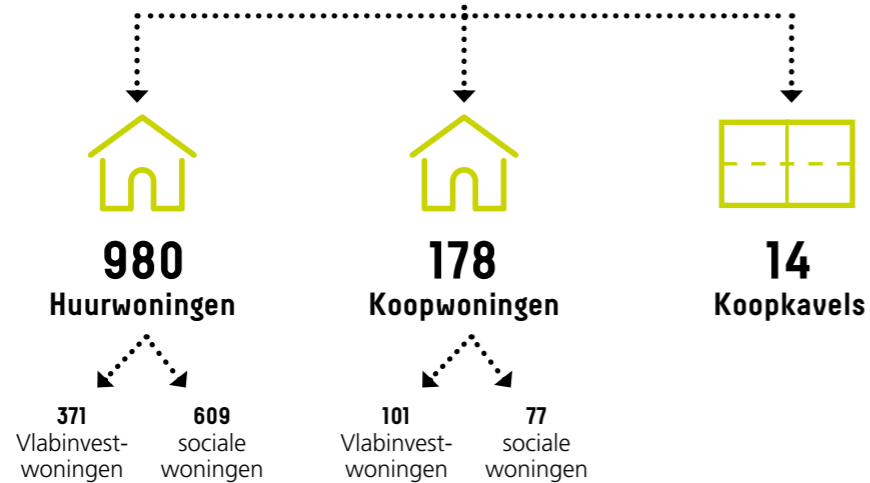 980
Huurwoningen
178
Koopwoningen
14
Koopkavels
371
Vlabinvest-
woningen
609
sociale
woningen
101
Vlabinvest-
woningen
77
sociale
woningen